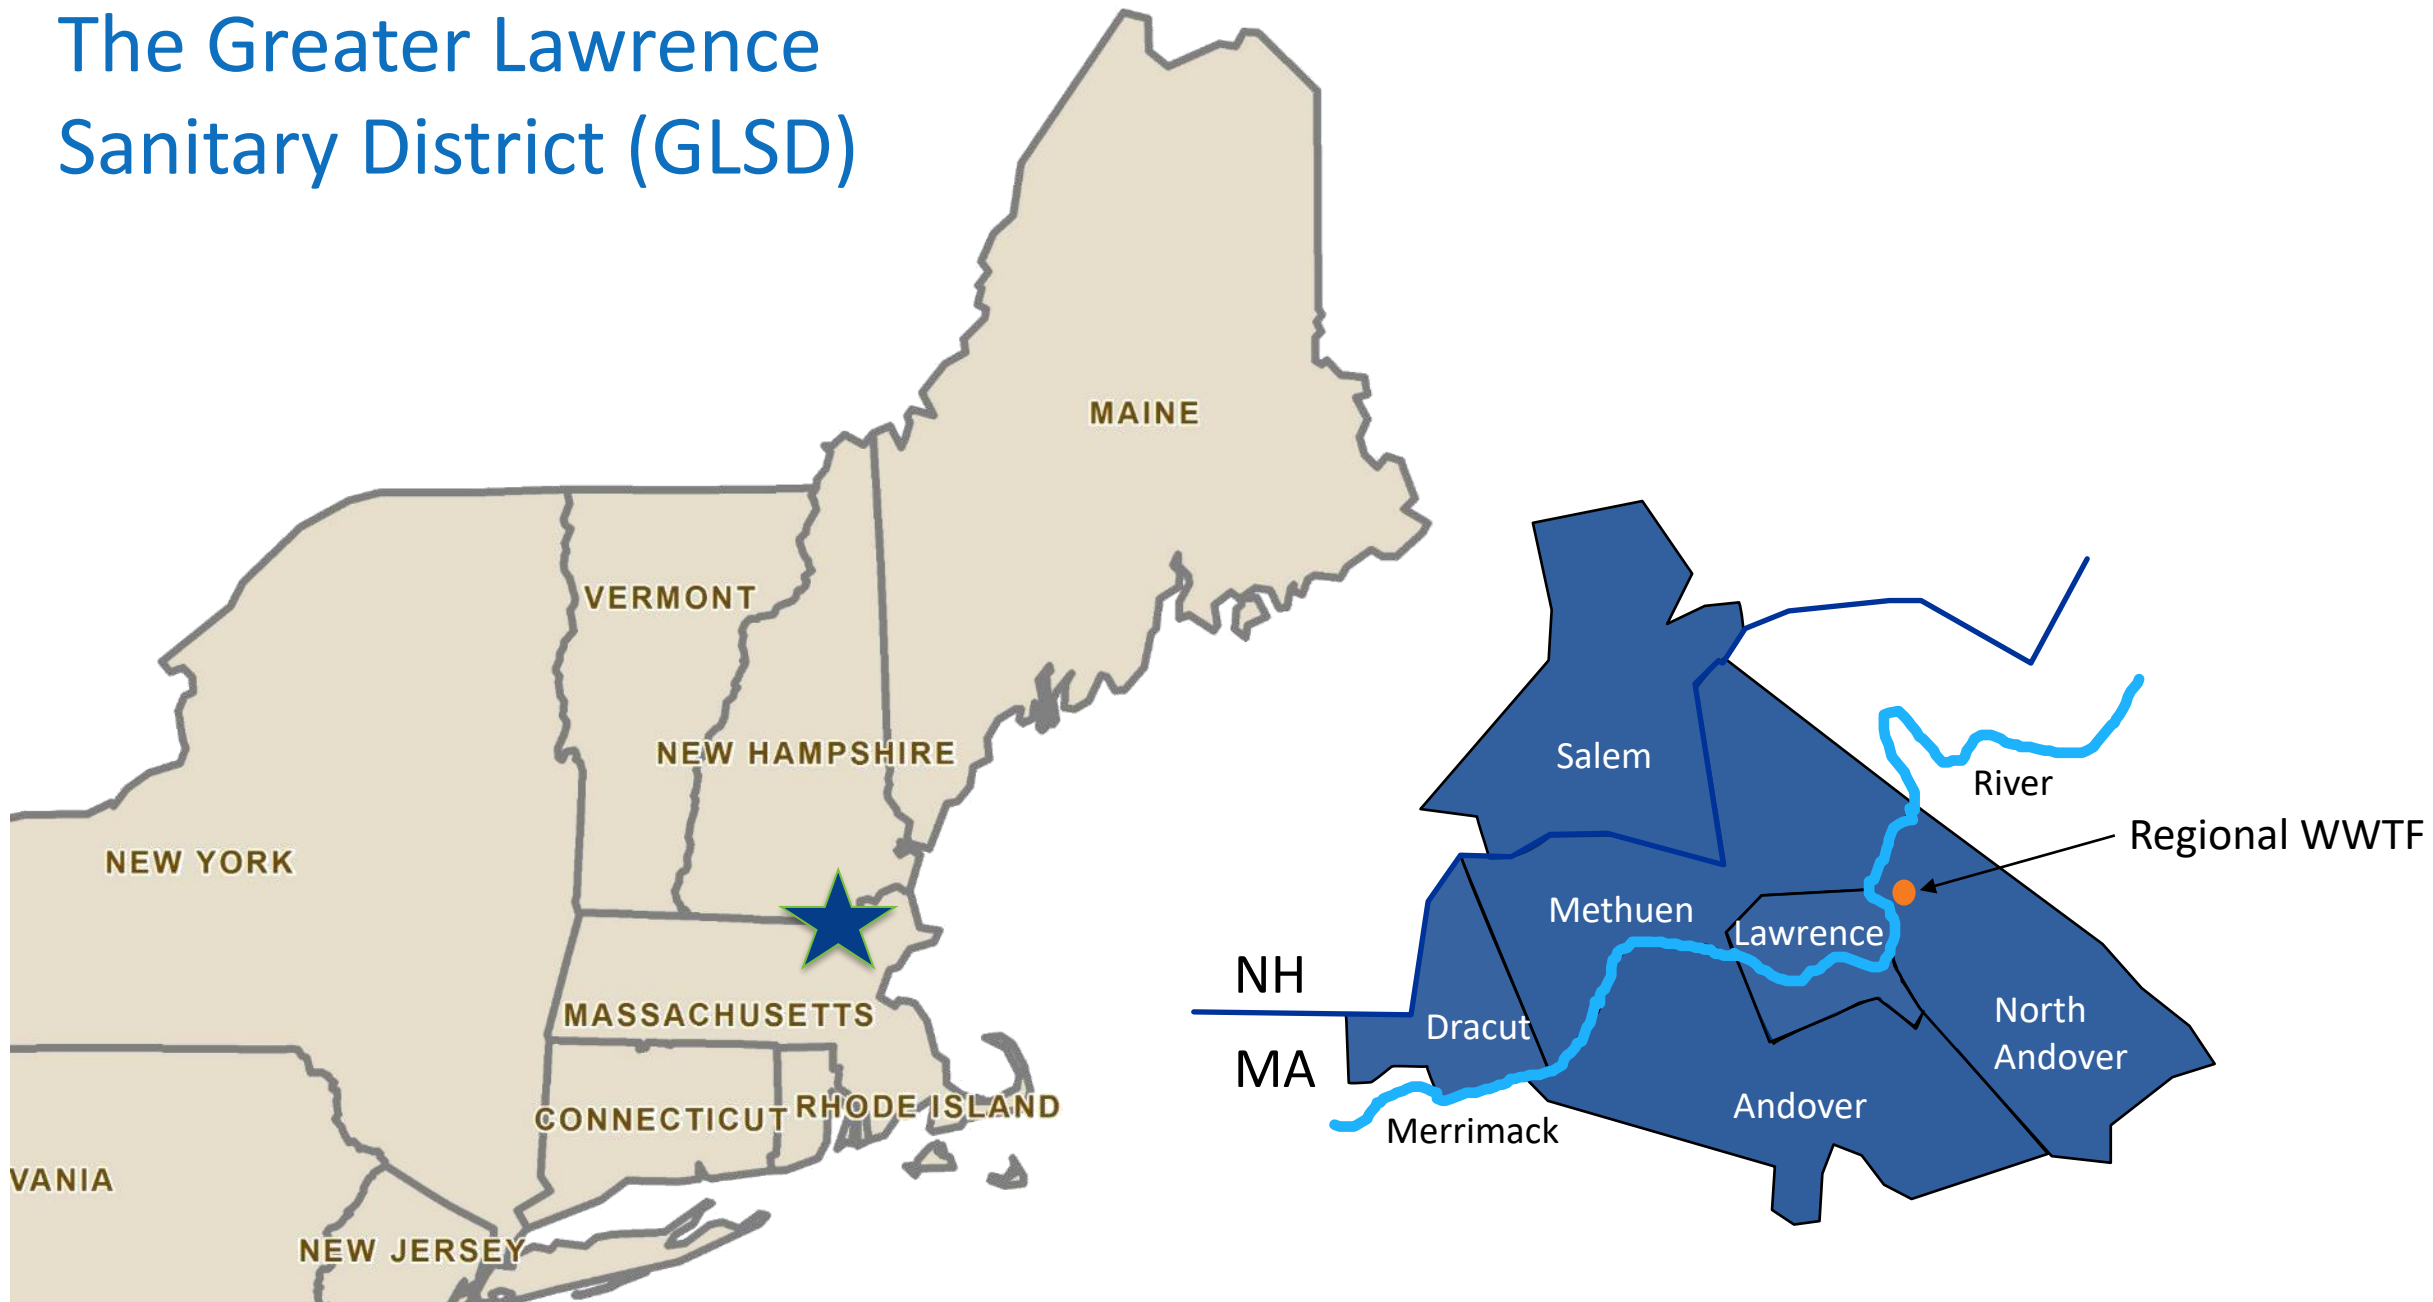 The Greater Lawrence
Sanitary District (GLSD)
MAINE
VERMONT
NEW HAMPSHIRE
NEW YORK
MASSACHUSETTS
CONNECTICUT
RHODE ISLAND
VANIA
NEW JERSEY
Salem
River
Regional WWTF
Methuen
Lawrence
NH
MA
Dracut
North
Andover
Andover
Merrimack